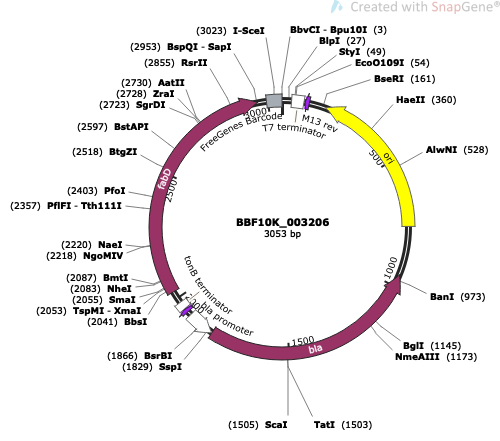 Created with SnapGene®
(3023) I-SceI
BbvCI - Bpu10I (3)
BlpI (27)
StyI (49)
EcoO109I (54)
BseRI (161)
HaeII (360)
AlwNI (528)
BanI (973)
BglI (1145)
NmeAIII (1173)
TatI (1503)
(1505) ScaI
(1829) SspI
(1866) BsrBI
(2041) BbsI
(2053) TspMI - XmaI
(2055) SmaI
(2083) NheI
(2087) BmtI
(2218) NgoMIV
(2220) NaeI
(2357) PflFI - Tth111I
(2403) PfoI
(2518) BtgZI
(2597) BstAPI
(2723) SgrDI
(2728) ZraI
(2730) AatII
(2855) RsrII
(2953) BspQI - SapI
FreeGenes Barcode
T7 terminator
M13 rev
ori
bla
bla promoter
tonB terminator
fabD
500
1000
1500
2500
3000
BBF10K_003206
3053 bp